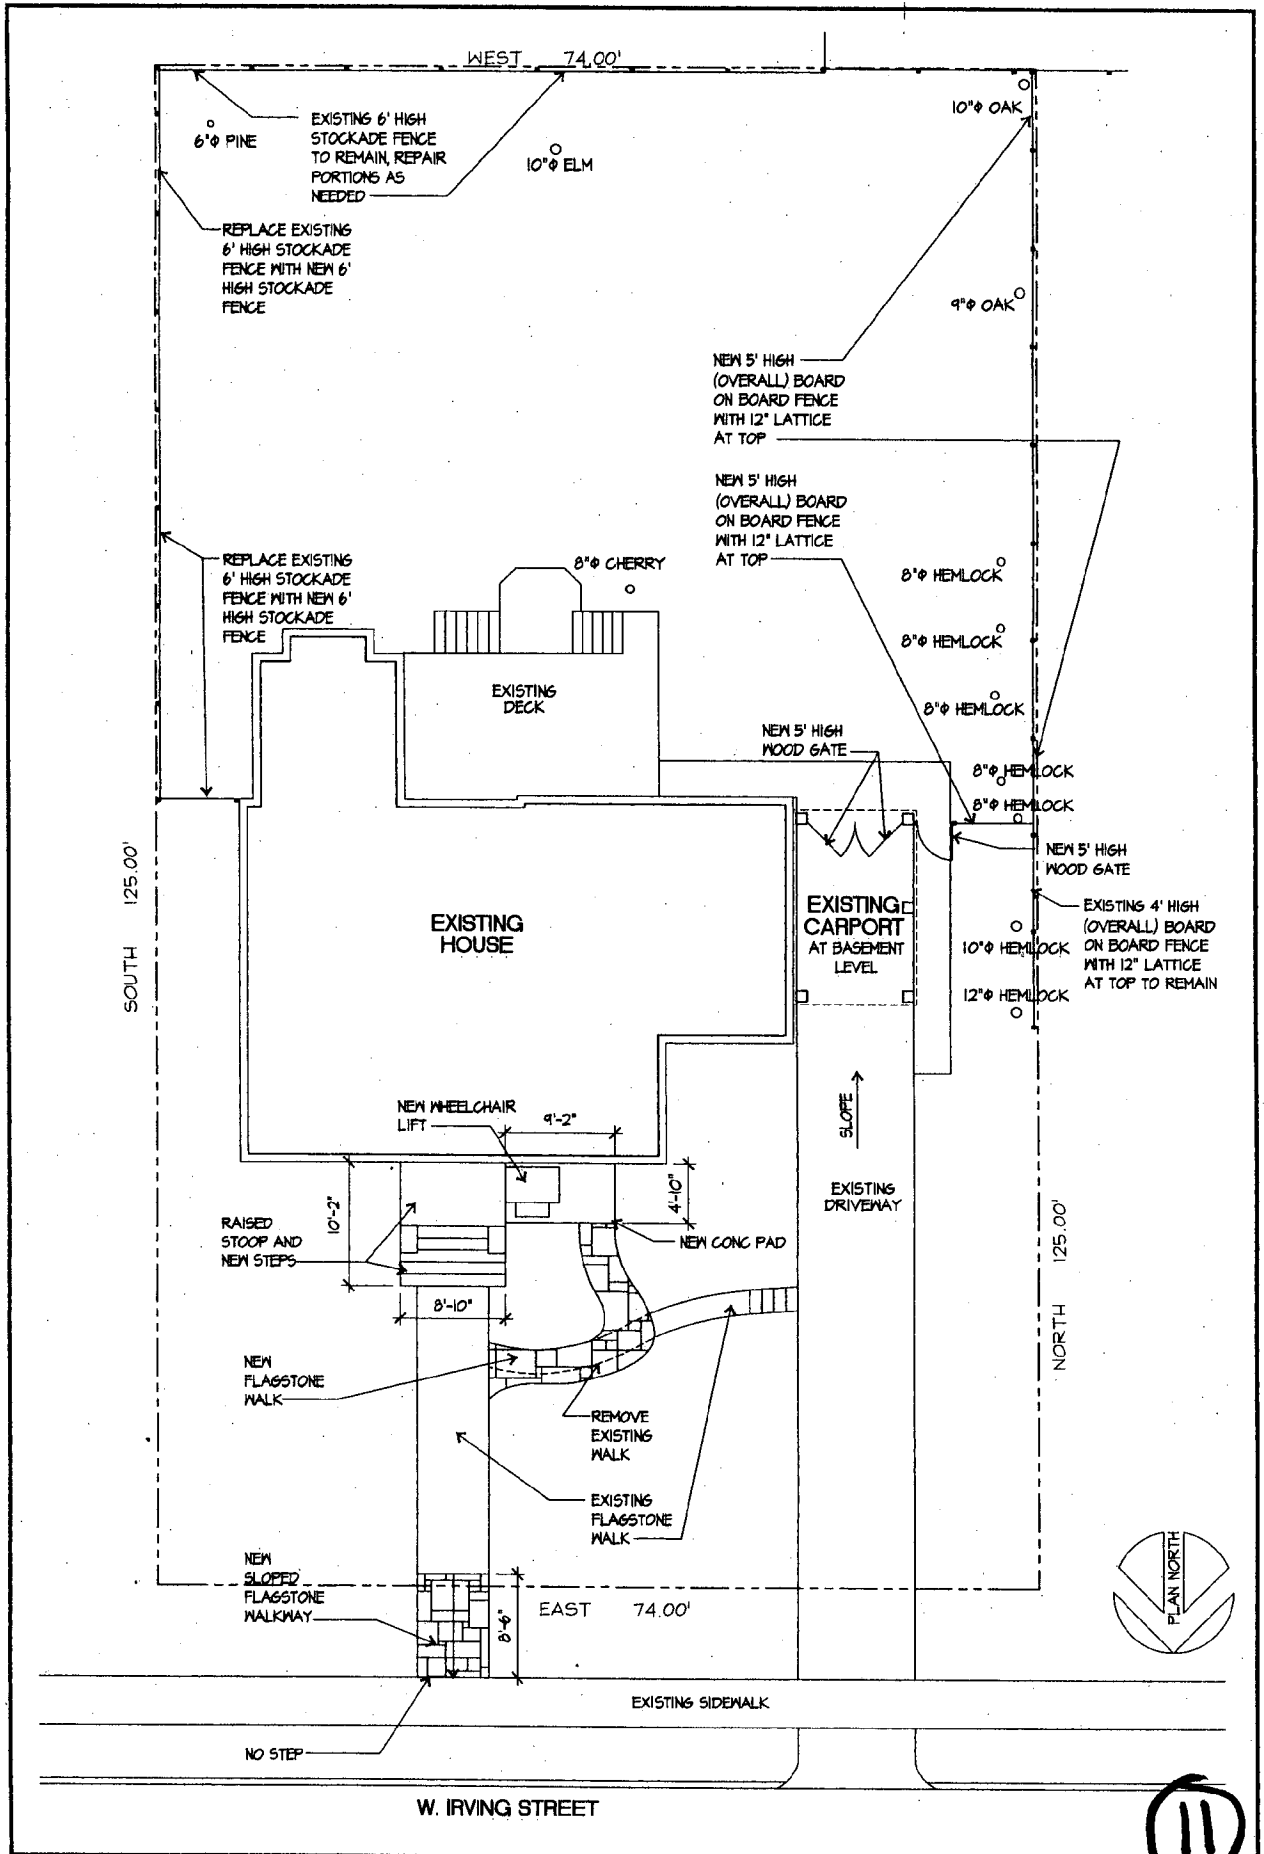 WEST 74.00'
10"φ OAK
6"φ PINE
EXISTING 6' HIGH
STOCKADE FENCE
TO REMAIN, REPAIR
PORTIONS AS
NEEDED
10"φ ELM
REPLACE EXISTING
6' HIGH STOCKADE
FENCE WITH NEW 6'
HIGH STOCKADE
FENCE
9"φ OAK
NEW 5' HIGH
(OVERALL) BOARD
ON BOARD FENCE
WITH 12" LATTICE
AT TOP
NEW 5' HIGH
(OVERALL) BOARD
ON BOARD FENCE
WITH 12" LATTICE
AT TOP
REPLACE EXISTING
6' HIGH STOCKADE
FENCE WITH NEW 6'
HIGH STOCKADE
FENCE
8"φ CHERRY
8"φ HEMLOCK
8"φ HEMLOCK
8"φ HEMLOCK
EXISTING
DECK
NEW 5' HIGH
WOOD GATE
8"φ HEMLOCK
8"φ HEMLOCK
NEW 5' HIGH
WOOD GATE
SOUTH 125.00'
EXISTING
HOUSE
EXISTING
CARPORT
AT BASEMENT
LEVEL
EXISTING 4' HIGH
(OVERALL) BOARD
ON BOARD FENCE
WITH 12" LATTICE
AT TOP TO REMAIN
10"φ HEMLOCK
12"φ HEMLOCK
NEW WHEELCHAIR
LIFT
9'-2"
SLOPE
10'-2"
4'-10"
EXISTING
DRIVEWAY
RAISED
STOOP AND
NEW STEPS
NEW CONC PAD
8'-10"
NORTH 125.00'
NEW
FLAGSTONE
WALK
REMOVE
EXISTING
WALK
EXISTING
FLAGSTONE
WALK
NEW
SLOPED
FLAGSTONE
WALKWAY
8'-6"
EAST 74.00'
PLAN NORTH
EXISTING SIDEWALK
NO STEP
W. IRVING STREET
11